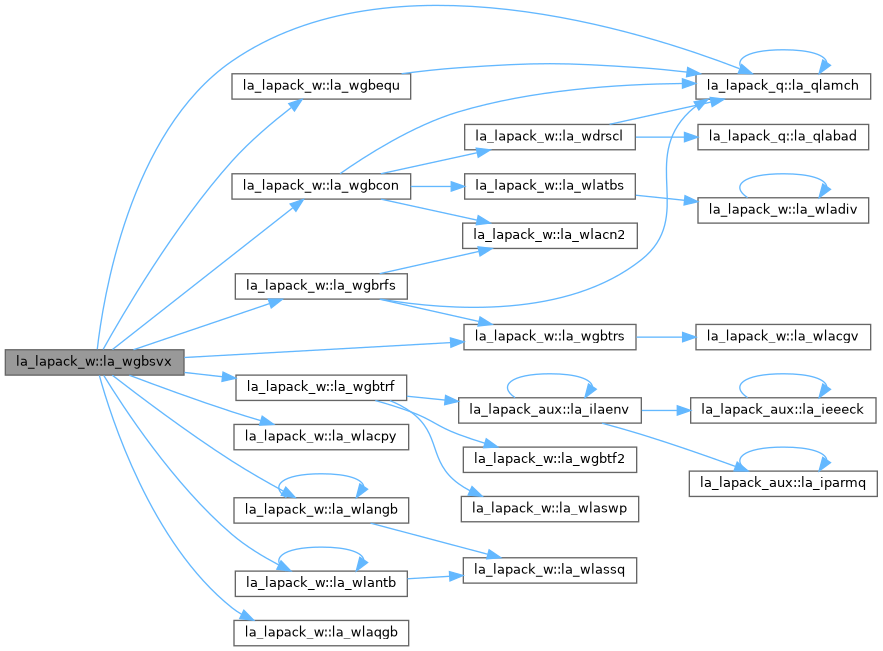 la_lapack_w::la_wgbsvx
la_lapack_w::la_wgbequ
la_lapack_w::la_wgbcon
la_lapack_w::la_wgbrfs
la_lapack_w::la_wgbtrf
la_lapack_w::la_wlacpy
la_lapack_w::la_wlangb
la_lapack_w::la_wlantb
la_lapack_w::la_wlaqgb
la_lapack_w::la_wdrscl
la_lapack_w::la_wlatbs
la_lapack_w::la_wlacn2
la_lapack_w::la_wgbtrs
la_lapack_aux::la_ilaenv
la_lapack_w::la_wgbtf2
la_lapack_w::la_wlaswp
la_lapack_w::la_wlassq
la_lapack_q::la_qlamch
la_lapack_q::la_qlabad
la_lapack_w::la_wladiv
la_lapack_w::la_wlacgv
la_lapack_aux::la_ieeeck
la_lapack_aux::la_iparmq